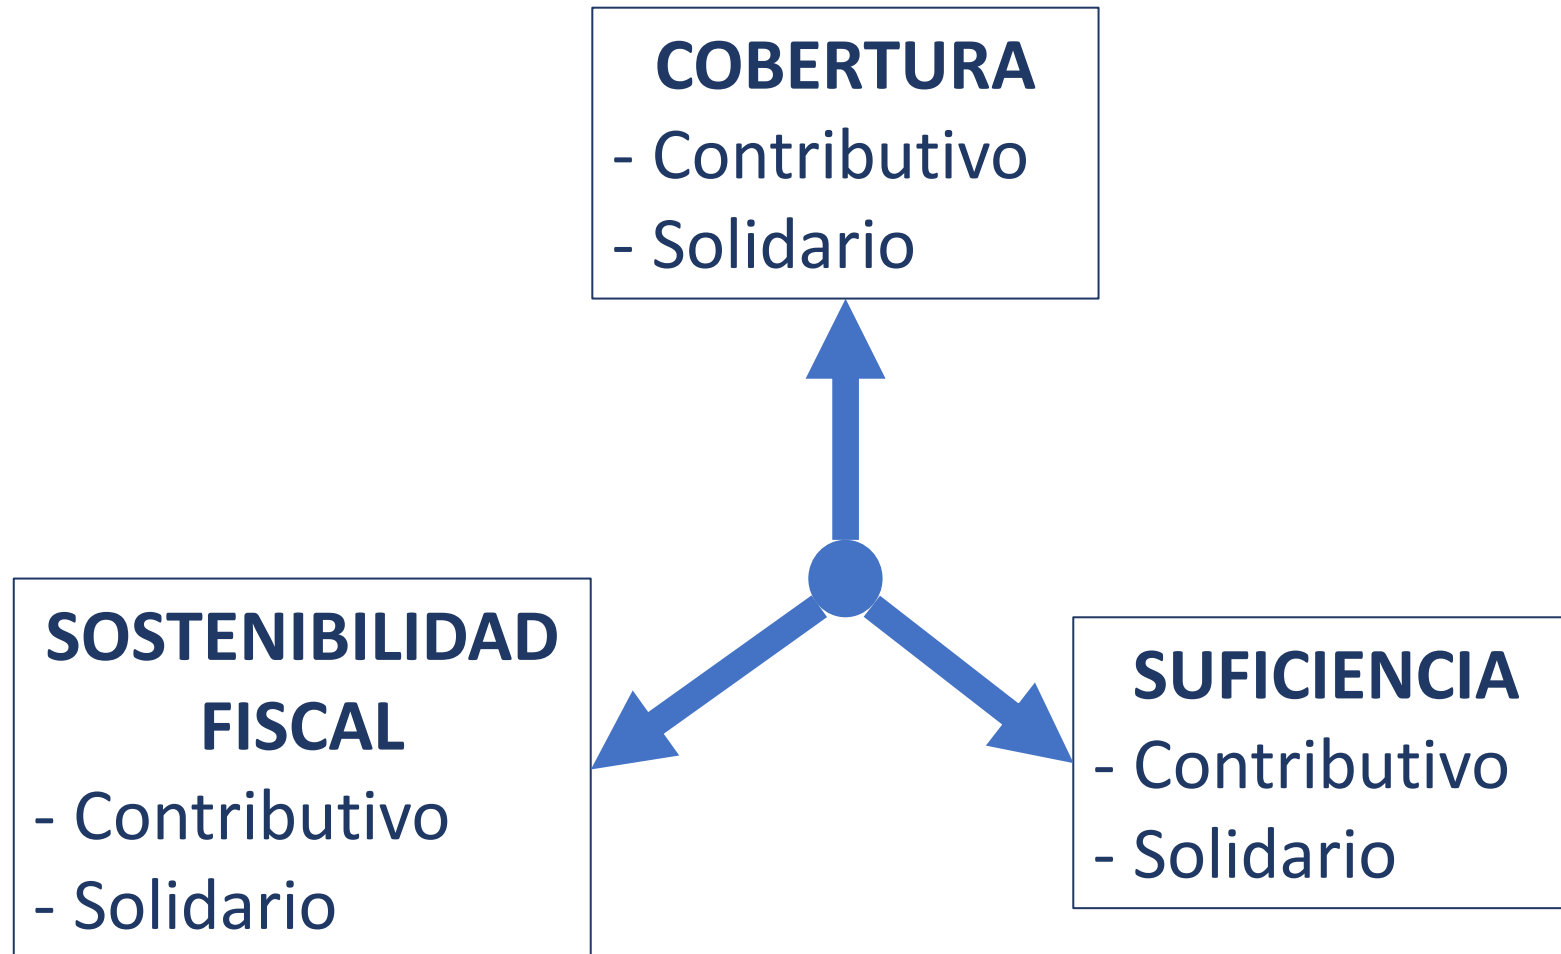 COBERTURA
- Contributivo
- Solidario
SOSTENIBILIDAD
FISCAL
- Contributivo
- Solidario
SUFICIENCIA
- Contributivo
- Solidario